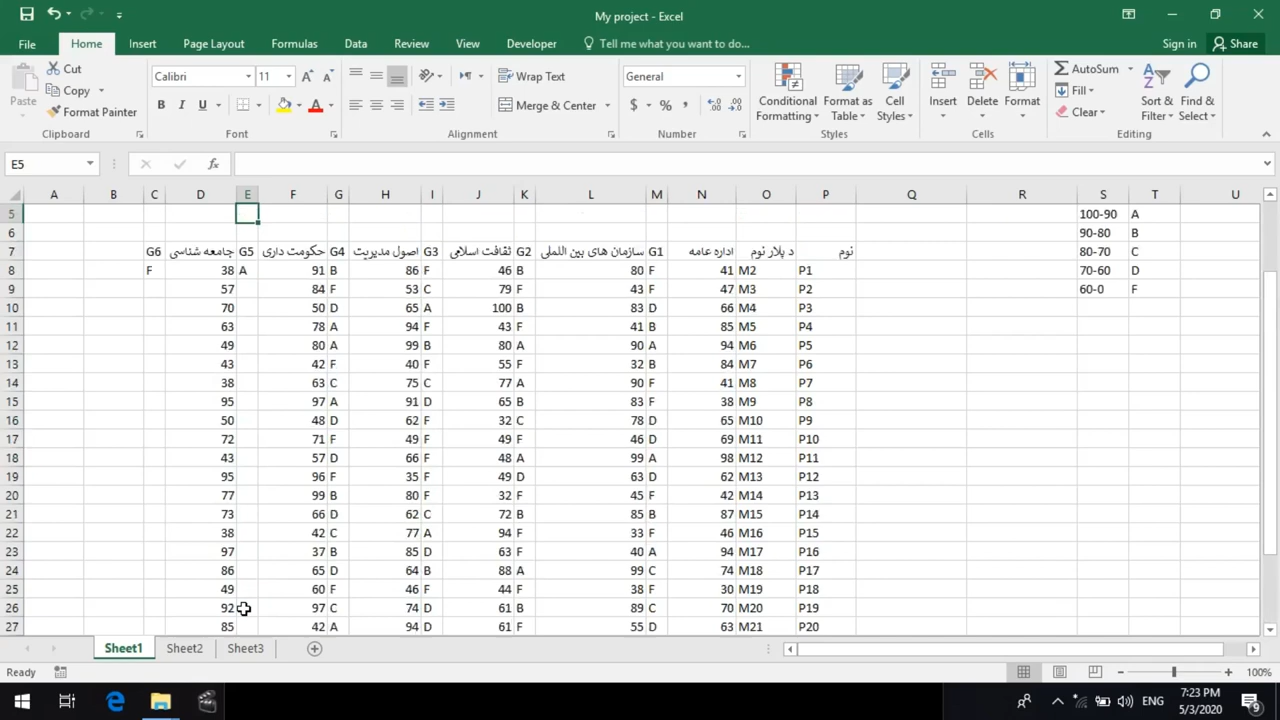 My project - Excel
File Home Insert Page Layout Formulas Data Review View Developer Tell me what you want to do... Sign in Share
Paste Cut Copy Format Painter Clipboard
Calibri 11 B I U Font
Wrap Text Merge & Center Alignment
General $ % , Number
Conditional Formatting Format as Table Cell Styles Styles
Insert Delete Format Cells
AutoSum Fill Clear Sort & Filter Find & Select Editing
E5 fx
A B C D E F G H I J K L M N O P Q R S T U
5 100-90 A
6 90-80 B
7 G6 جامعه شناسی G5 حکومت داری G4 اصول مدیریت G3 ثقافت اسلامی G2 سازمان های بین المللی G1 اداره عامه د پلار نوم نوم 80-70 C
8 F 38 A 91 B 86 F 46 B 80 F 41 M2 P1 70-60 D
9 57 84 F 53 C 79 F 43 F 47 M3 P2 60-0 F
10 70 50 D 65 A 100 B 83 D 66 M4 P3
11 63 78 A 94 F 43 F 41 B 85 M5 P4
12 49 80 A 99 B 80 A 90 A 94 M6 P5
13 43 42 F 40 F 55 F 32 B 84 M7 P6
14 38 63 C 75 C 77 A 90 F 41 M8 P7
15 95 97 A 91 D 65 B 83 F 38 M9 P8
16 50 48 D 62 F 32 C 78 D 65 M10 P9
17 72 71 F 49 F 49 F 46 D 69 M11 P10
18 43 57 D 66 F 48 A 99 A 98 M12 P11
19 95 96 F 35 F 49 D 63 D 62 M13 P12
20 77 99 B 80 F 32 F 45 F 42 M14 P13
21 73 66 D 62 C 72 B 85 B 87 M15 P14
22 38 42 C 77 A 94 F 33 F 46 M16 P15
23 97 37 B 85 D 63 F 40 A 94 M17 P16
24 86 65 D 64 B 88 A 99 C 74 M18 P17
25 49 60 F 46 F 44 F 38 F 30 M19 P18
26 92 97 C 74 D 61 B 89 C 70 M20 P19
27 85 42 A 94 D 61 F 55 D 63 M21 P20
Sheet1 Sheet2 Sheet3
Ready 100%
ENG 7:23 PM 9
5/3/2020